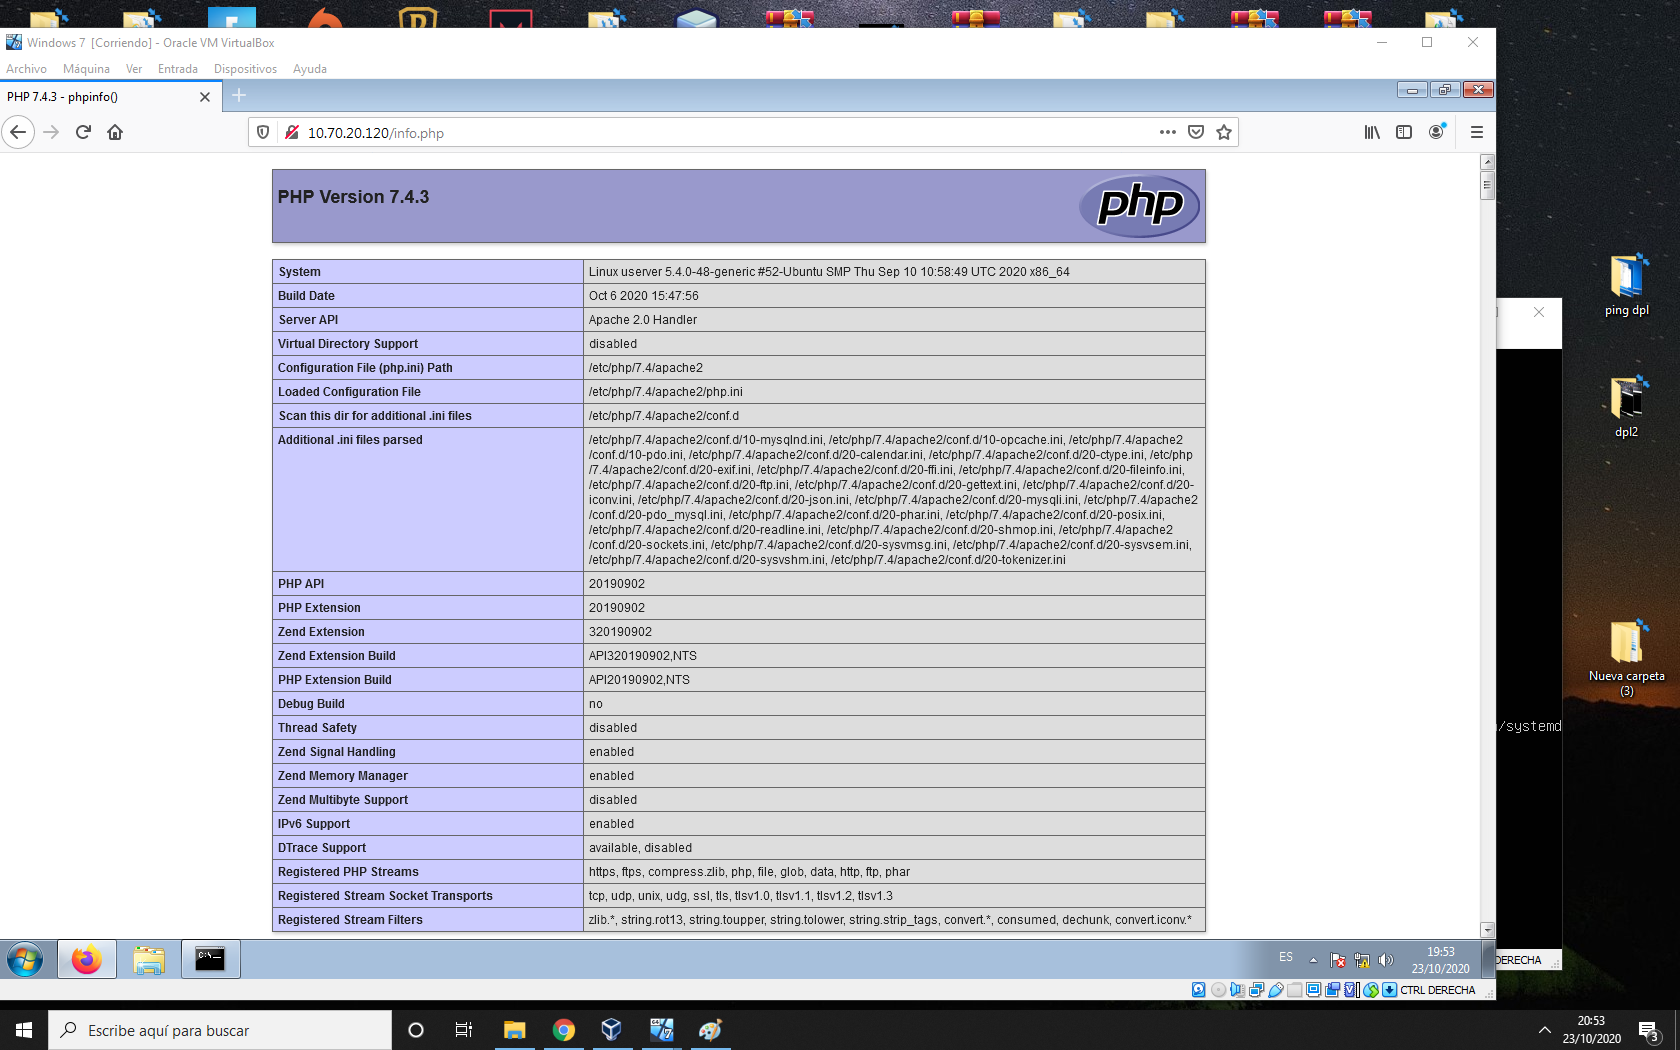 Windows 7 [Corriendo] - Oracle VM VirtualBox
Archivo Máquina Ver Entrada Dispositivos Ayuda
PHP 7.4.3 - phpinfo()
10.70.20.120/info.php
PHP Version 7.4.3
php
System Linux userver 5.4.0-48-generic #52-Ubuntu SMP Thu Sep 10 10:58:49 UTC 2020 x86_64
Build Date Oct 6 2020 15:47:56
Server API Apache 2.0 Handler
Virtual Directory Support disabled
Configuration File (php.ini) Path /etc/php/7.4/apache2
Loaded Configuration File /etc/php/7.4/apache2/php.ini
Scan this dir for additional .ini files /etc/php/7.4/apache2/conf.d
Additional .ini files parsed /etc/php/7.4/apache2/conf.d/10-mysqlnd.ini, /etc/php/7.4/apache2/conf.d/10-opcache.ini, /etc/php/7.4/apache2
/conf.d/10-pdo.ini, /etc/php/7.4/apache2/conf.d/20-calendar.ini, /etc/php/7.4/apache2/conf.d/20-ctype.ini, /etc/php
/7.4/apache2/conf.d/20-exif.ini, /etc/php/7.4/apache2/conf.d/20-ffi.ini, /etc/php/7.4/apache2/conf.d/20-fileinfo.ini,
/etc/php/7.4/apache2/conf.d/20-ftp.ini, /etc/php/7.4/apache2/conf.d/20-gettext.ini, /etc/php/7.4/apache2/conf.d/20-
iconv.ini, /etc/php/7.4/apache2/conf.d/20-json.ini, /etc/php/7.4/apache2/conf.d/20-mysqli.ini, /etc/php/7.4/apache2
/conf.d/20-pdo_mysql.ini, /etc/php/7.4/apache2/conf.d/20-phar.ini, /etc/php/7.4/apache2/conf.d/20-posix.ini,
/etc/php/7.4/apache2/conf.d/20-readline.ini, /etc/php/7.4/apache2/conf.d/20-shmop.ini, /etc/php/7.4/apache2
/conf.d/20-sockets.ini, /etc/php/7.4/apache2/conf.d/20-sysvmsg.ini, /etc/php/7.4/apache2/conf.d/20-sysvsem.ini,
/etc/php/7.4/apache2/conf.d/20-sysvshm.ini, /etc/php/7.4/apache2/conf.d/20-tokenizer.ini
PHP API 20190902
PHP Extension 20190902
Zend Extension 320190902
Zend Extension Build API320190902,NTS
PHP Extension Build API20190902,NTS
Debug Build no
Thread Safety disabled
Zend Signal Handling enabled
Zend Memory Manager enabled
Zend Multibyte Support disabled
IPv6 Support enabled
DTrace Support available, disabled
Registered PHP Streams https, ftps, compress.zlib, php, file, glob, data, http, ftp, phar
Registered Stream Socket Transports tcp, udp, unix, udg, ssl, tls, tlsv1.0, tlsv1.1, tlsv1.2, tlsv1.3
Registered Stream Filters zlib.*, string.rot13, string.toupper, string.tolower, string.strip_tags, convert.*, consumed, dechunk, convert.iconv.*
ping dpl
dpl2
Nueva carpeta
(3)
/systemd
DERECHA
C:\
ES
19:53
23/10/2020
CTRL DERECHA
Escribe aquí para buscar
20:53
23/10/2020
3